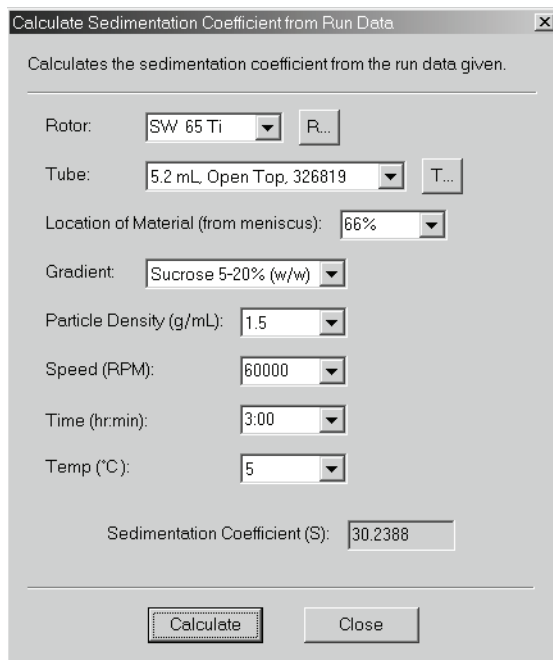 Calculate Sedimentation Coefficient from Run Data
Calculates the sedimentation coefficient from the run data given.
Rotor: SW 65 Ti R...
Tube: 5.2 mL, Open Top, 326819 T...
Location of Material (from meniscus): 66%
Gradient: Sucrose 5-20% (w/w)
Particle Density (g/mL): 1.5
Speed (RPM): 60000
Time (hr:min): 3:00
Temp (°C): 5
Sedimentation Coefficient (S): 30.2388
Calculate Close